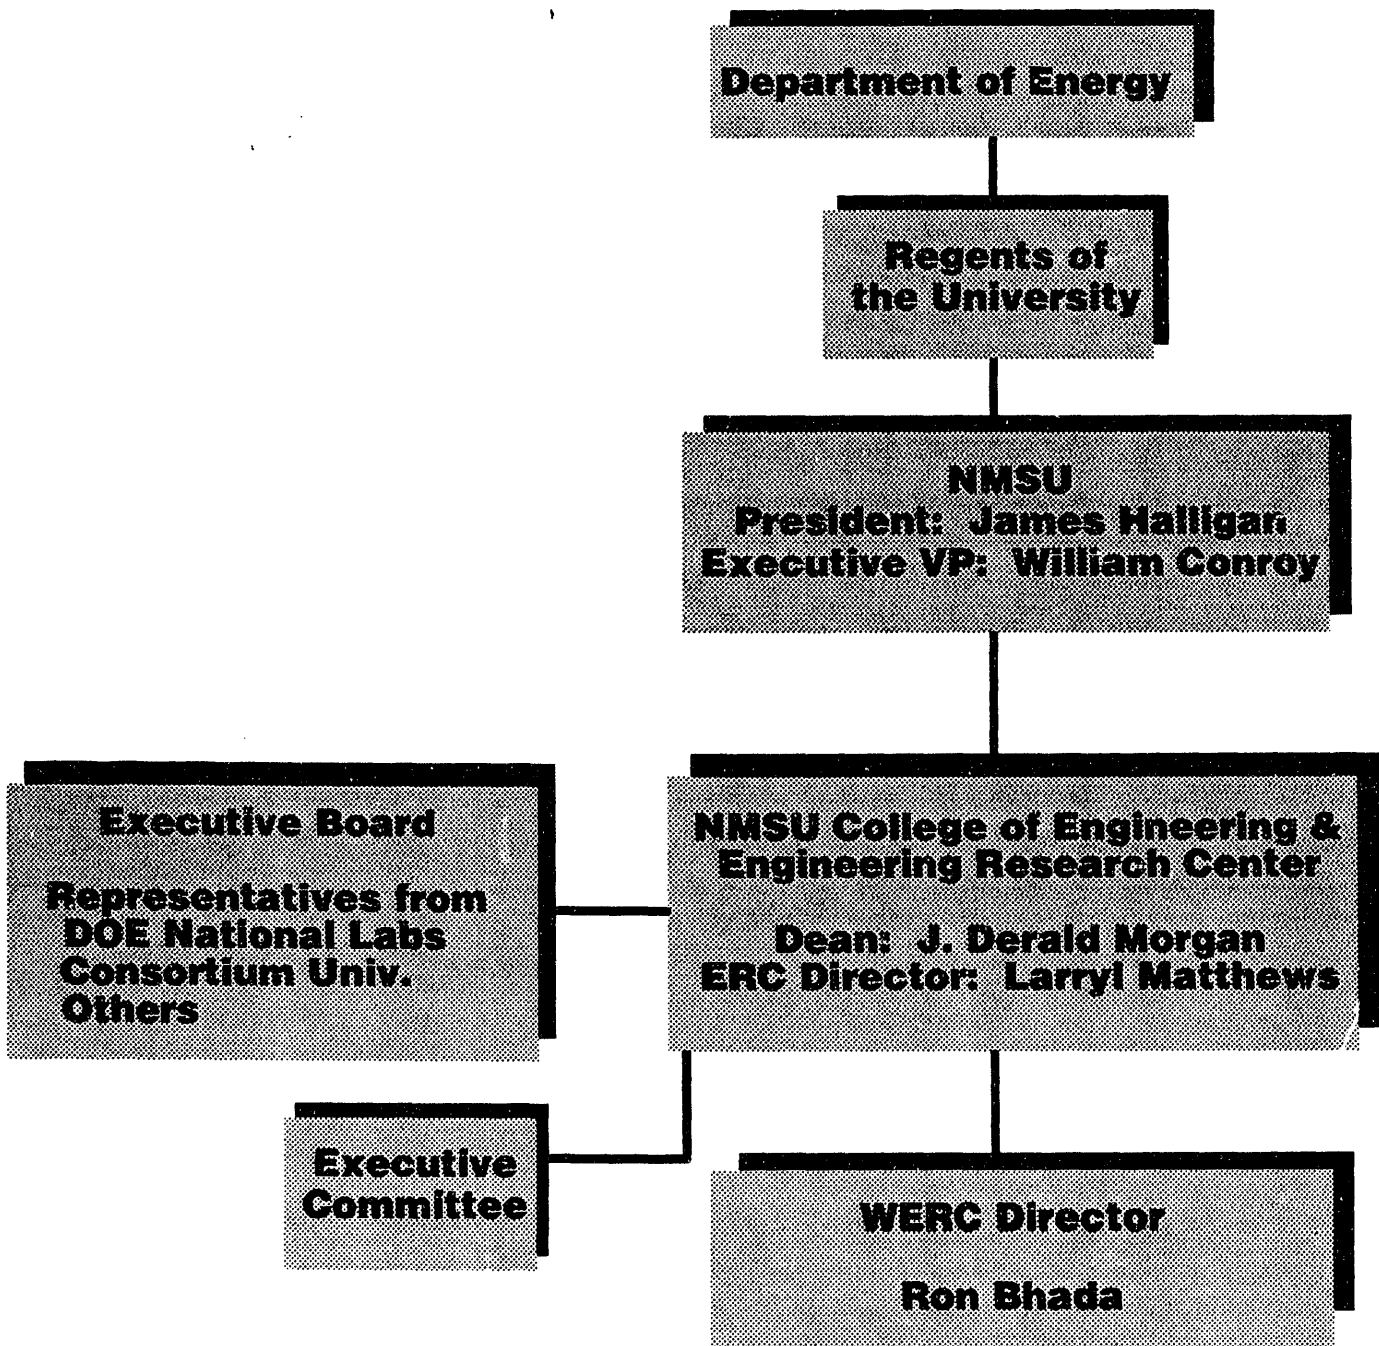 Department of Energy
Regents of
the University
NMSU
President: James Halligan
Executive VP: William Conroy
Executive Board
Representatives from
DOE National Labs
Consortium Univ.
Others
NMSU College of Engineering &
Engineering Research Center
Dean: J. Derald Morgan
ERC Director: Larryl Matthews
Executive
Committee
WERC Director
Ron Bhada